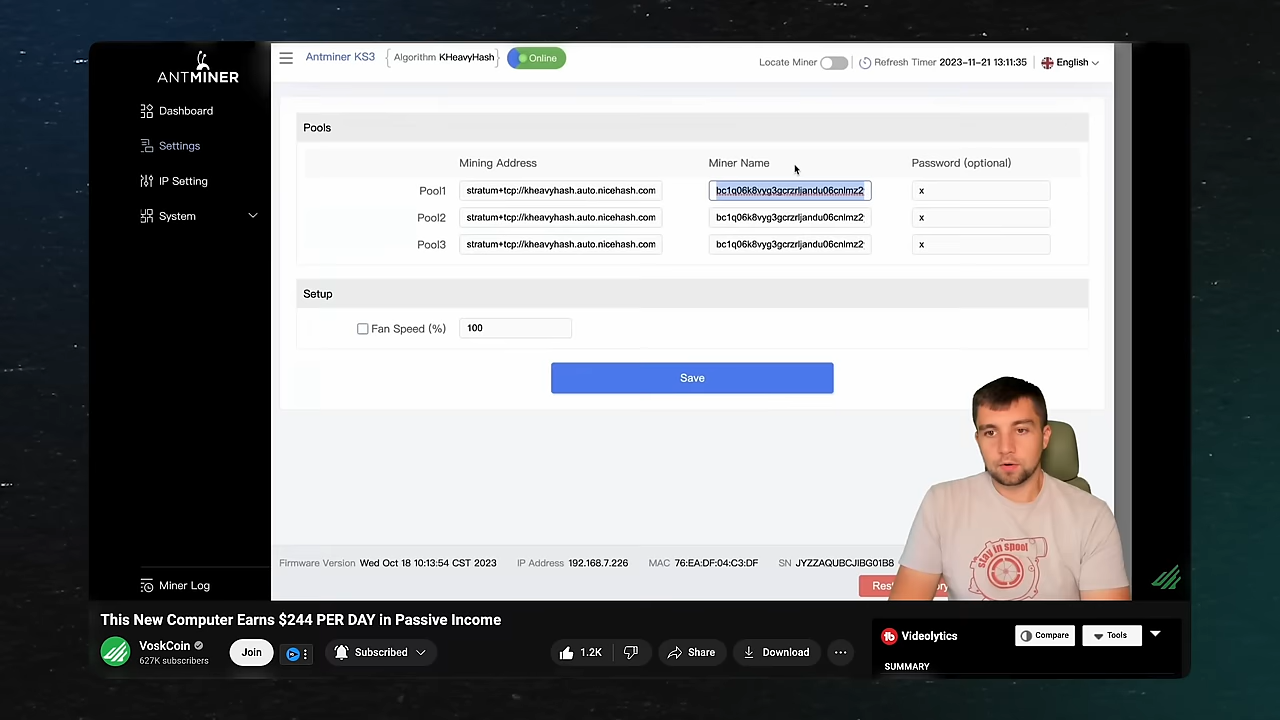 ANTMINER
Dashboard
Settings
IP Setting
System
Miner Log
Antminer KS3 Algorithm KHeavyHash Online
Locate Miner Refresh Timer 2023-11-21 13:11:35 English
Pools
Mining Address Miner Name Password (optional)
Pool1 stratum+tcp://kheavyhash.auto.nicehash.com bc1q06k8vyg3gcrzrljandu06cnlmz2 x
Pool2 stratum+tcp://kheavyhash.auto.nicehash.com bc1q06k8vyg3gcrzrljandu06cnlmz2 x
Pool3 stratum+tcp://kheavyhash.auto.nicehash.com bc1q06k8vyg3gcrzrljandu06cnlmz2 x
Setup
Fan Speed (%) 100
Save
stay in spool
Firmware Version Wed Oct 18 10:13:54 CST 2023 IP Address 192.168.7.226 MAC 76:EA:DF:04:C3:DF SN JYZZAQUBCJIBG01B8
This New Computer Earns $244 PER DAY in Passive Income
VoskCoin
627K subscribers
Join
Subscribed
1.2K
Share
Download
Videolytics
Compare
Tools
SUMMARY